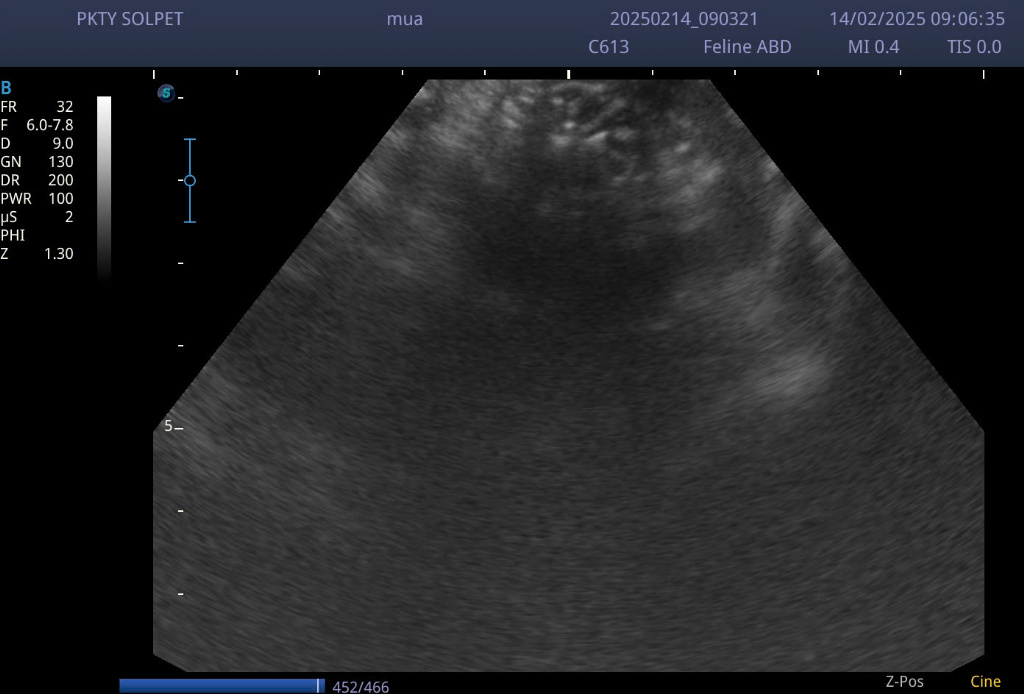 PKTY SOLPET mua 20250214_090321 14/02/2025 09:06:35
C613 Feline ABD MI 0.4 TIS 0.0
B
S
FR 32
F 6.0-7.8
D 9.0
GN 130
DR 200
PWR 100
µS 2
PHI
Z 1.30
5
452/466
Z-Pos Cine